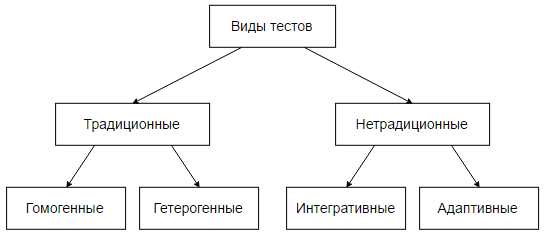 Виды тестов
Традиционные
Нетрадиционные
Гомогенные
Гетерогенные
Интегративные
Адаптивные